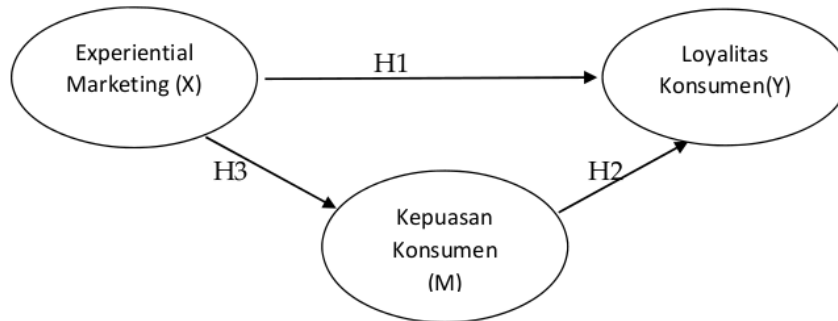 Experiential
Marketing (X)
H1
Loyalitas
Konsumen(Y)
H3
H2
Kepuasan
Konsumen
(M)